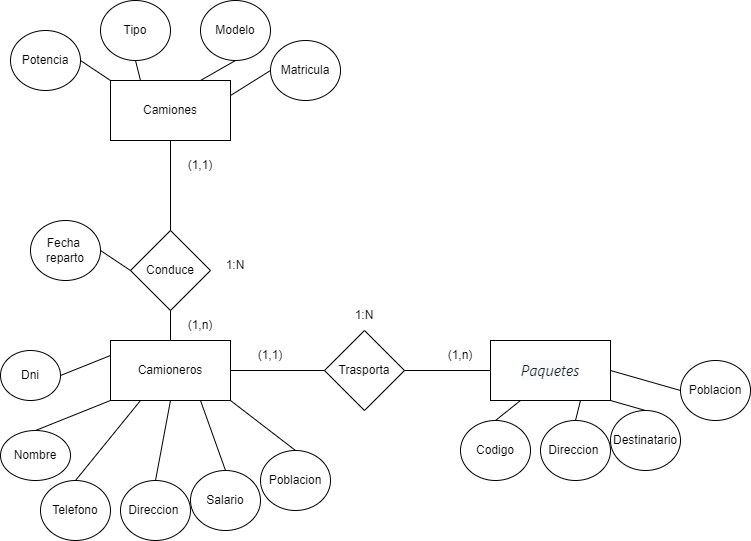 Tipo
Modelo
Potencia
Matricula
Camiones
(1,1)
Fecha
reparto
Conduce
1:N
(1,n)
1:N
(1,1)
(1,n)
Dni
Camioneros
Trasporta
Paquetes
Poblacion
Nombre
Codigo
Direccion
Destinatario
Telefono
Direccion
Salario
Poblacion